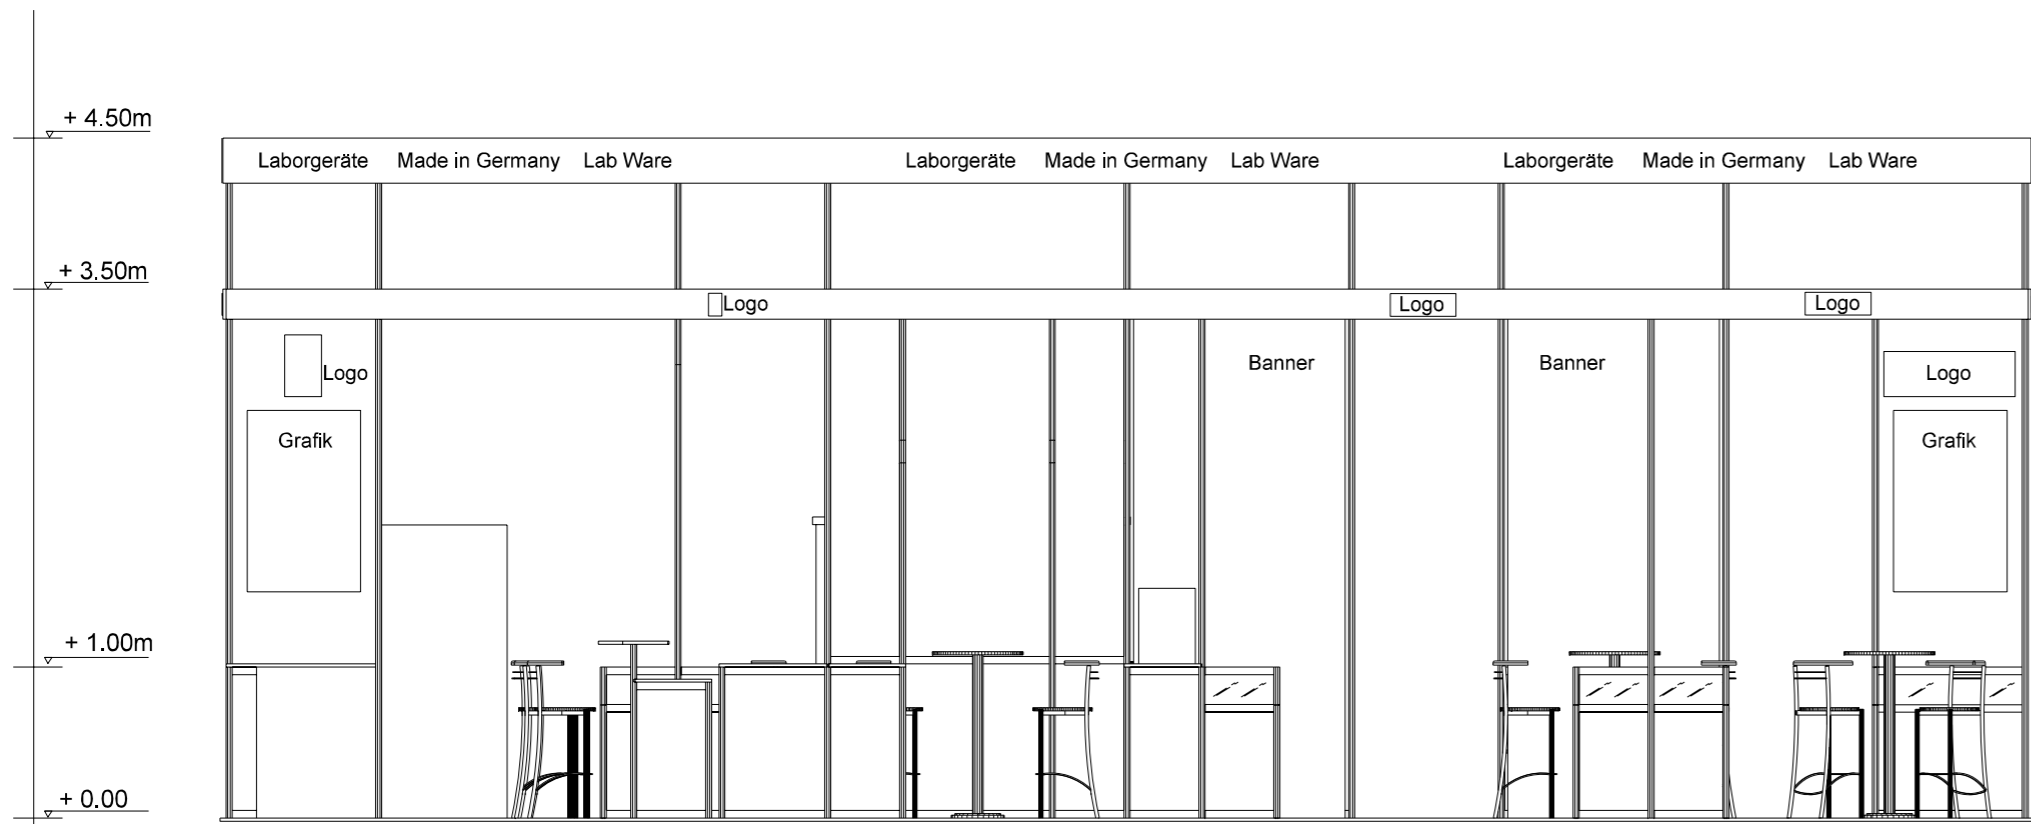 + 4.50m
Laborgeräte Made in Germany Lab Ware Laborgeräte Made in Germany Lab Ware Laborgeräte Made in Germany Lab Ware
+ 3.50m
Logo Logo Logo
Banner Banner
Logo Logo
Grafik Grafik
+ 1.00m
+ 0.00